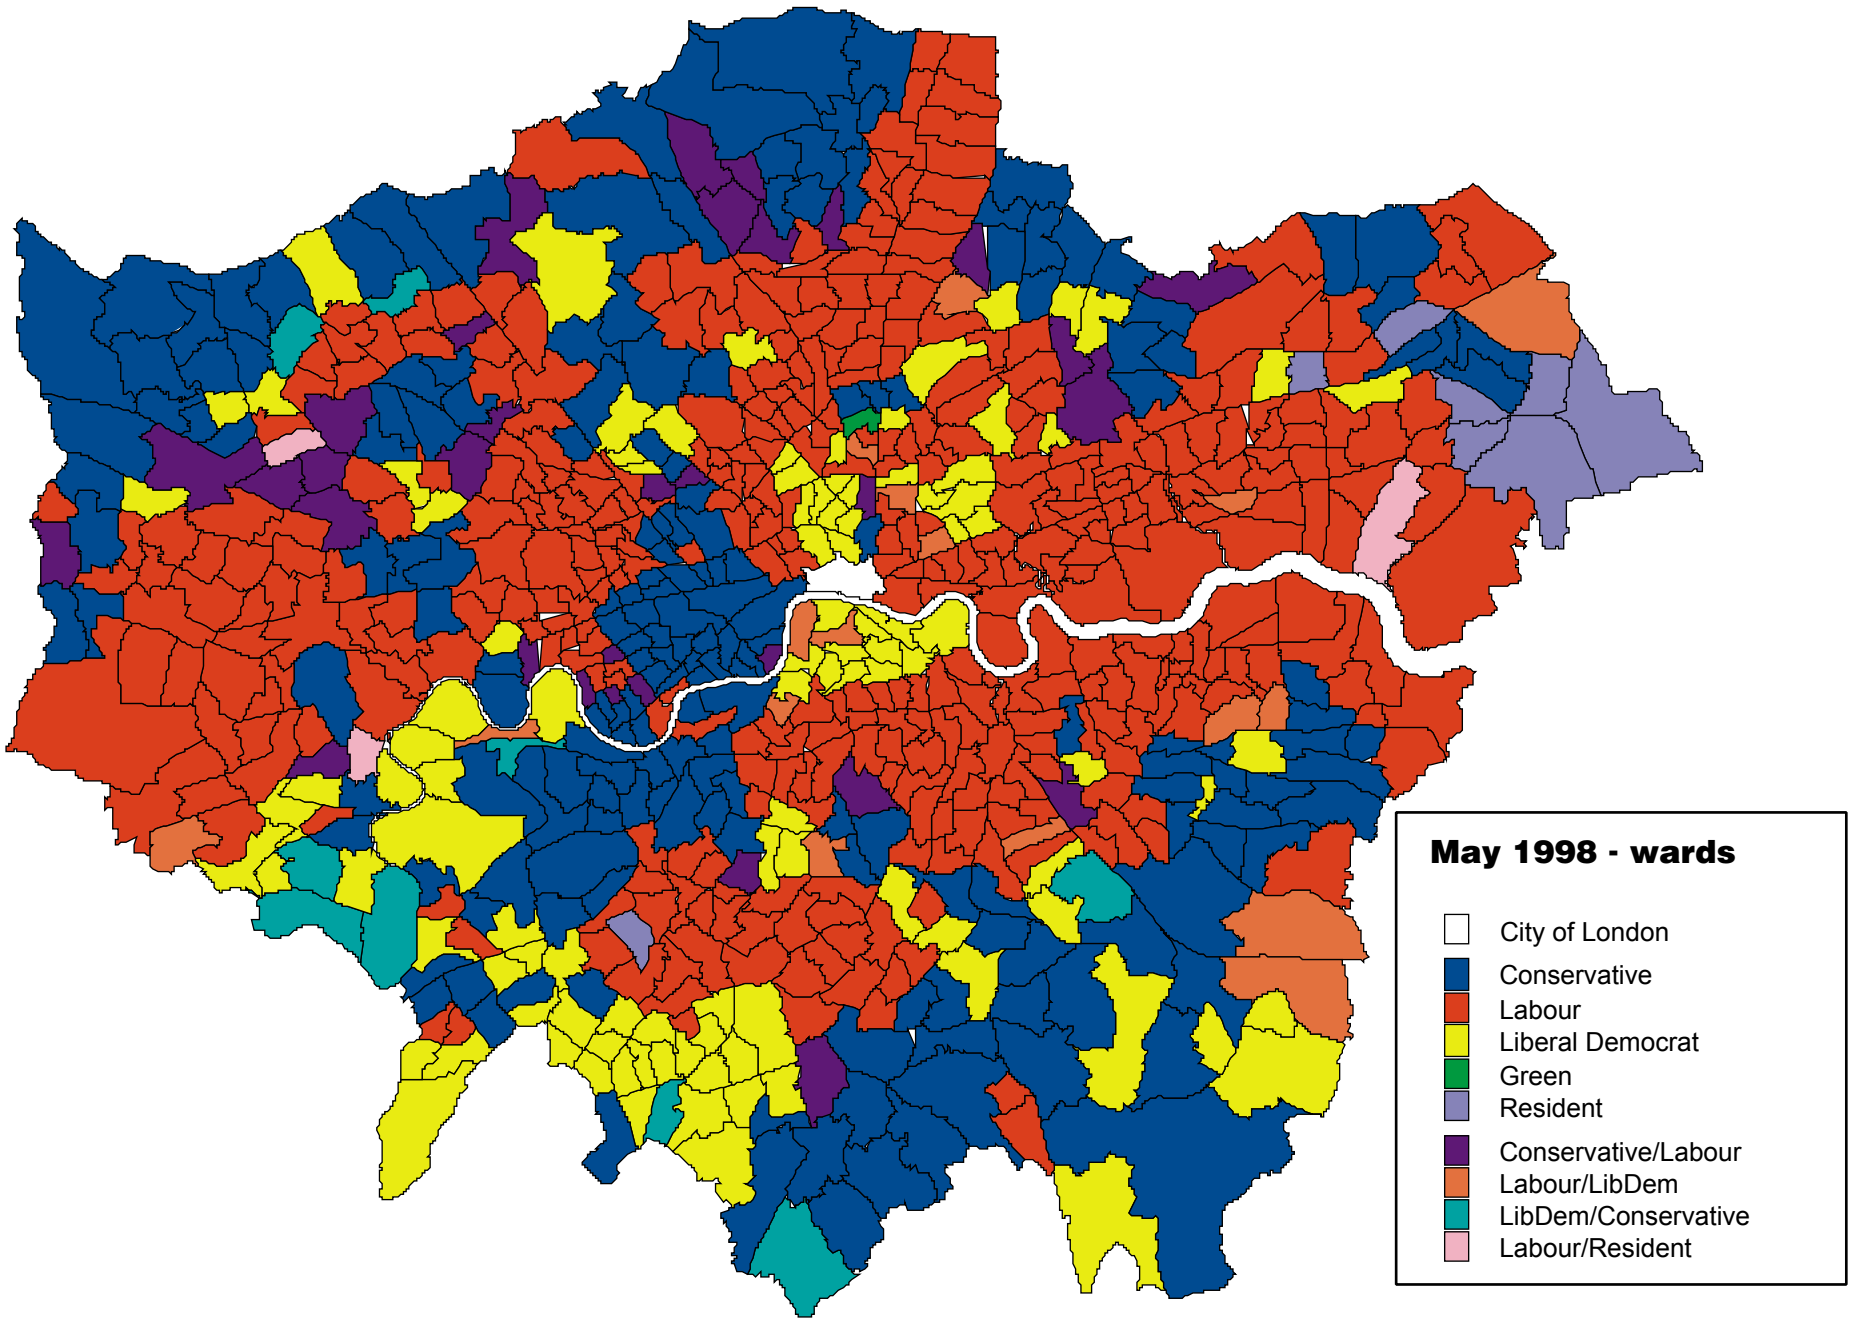 May 1998 - wards
City of London
Conservative
Labour
Liberal Democrat
Green
Resident
Conservative/Labour
Labour/LibDem
LibDem/Conservative
Labour/Resident